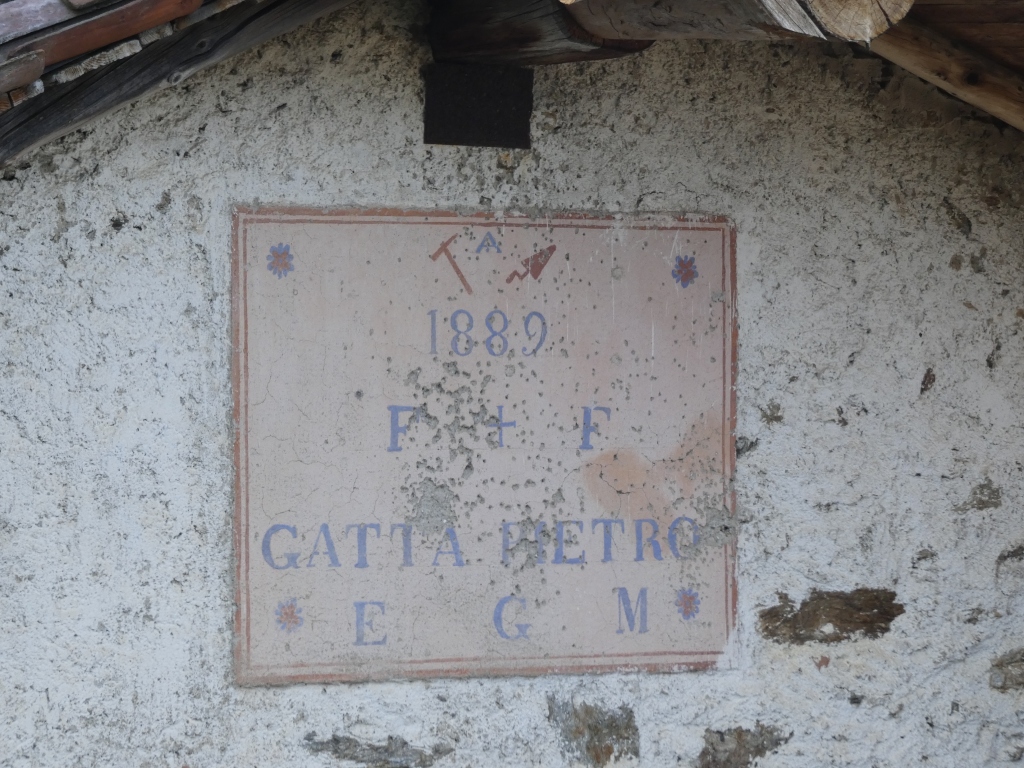 A
1889
F + F
GATTA PIETRO
E G M